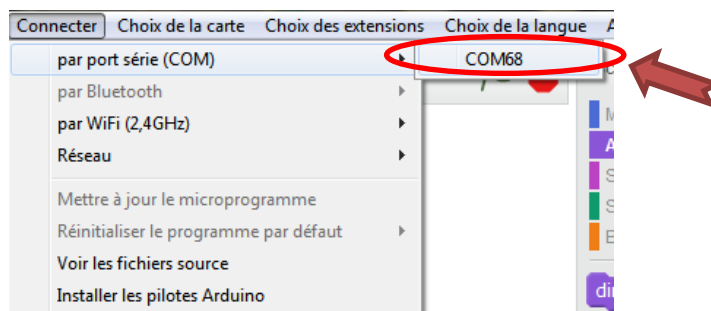 Connecter Choix de la carte Choix des extensions Choix de la langue
par port série (COM) COM68
par Bluetooth
par WiFi (2,4GHz)
Réseau
Mettre à jour le microprogramme
Réinitialiser le programme par défaut
Voir les fichiers source
Installer les pilotes Arduino